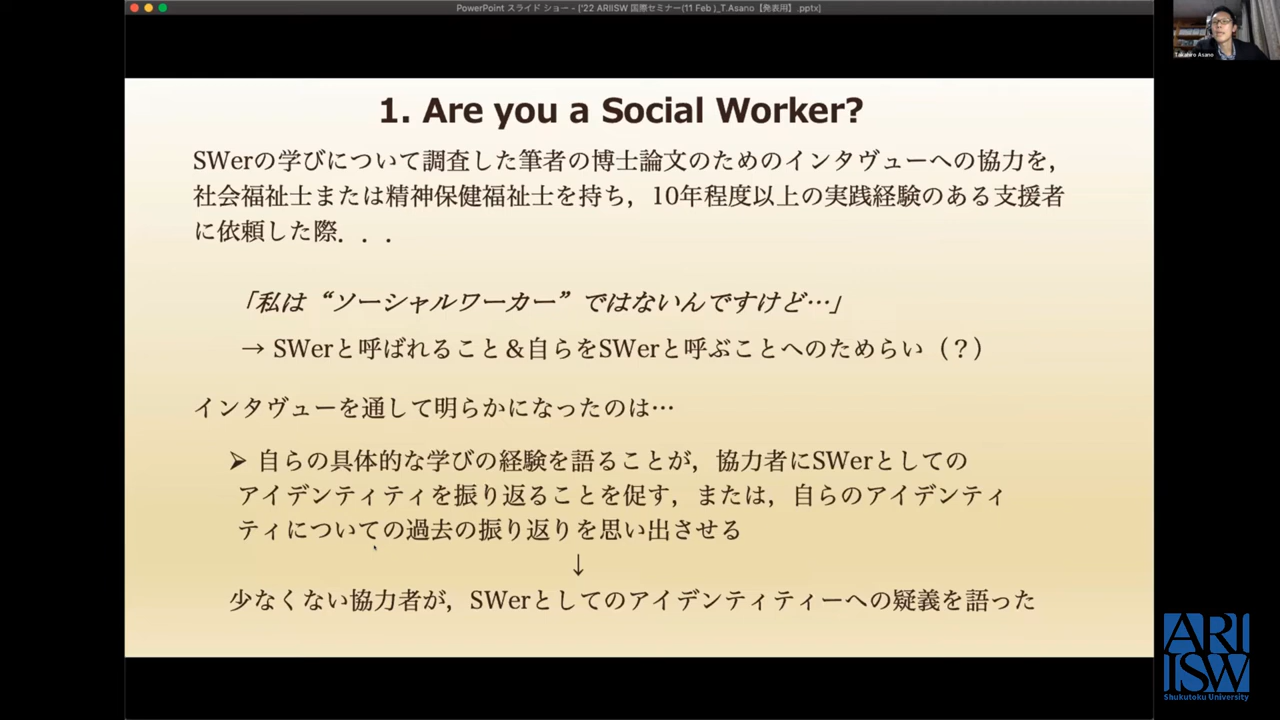 PowerPoint スライド ショー - ['22 ARIISW 国際セミナー(11 Feb )_T.Asano【発表用】.pptx]
Takahiro Asano
1. Are you a Social Worker?
SWerの学びについて調査した筆者の博士論文のためのインタヴューへの協力を，
社会福祉士または精神保健福祉士を持ち，10年程度以上の実践経験のある支援者
に依頼した際．．．
「私は “ソーシャルワーカー” ではないんですけど…」
→ SWerと呼ばれること＆自らをSWerと呼ぶことへのためらい（？）
インタヴューを通して明らかになったのは…
➢ 自らの具体的な学びの経験を語ることが，協力者にSWerとしての
アイデンティティを振り返ることを促す，または，自らのアイデンティ
ティについての過去の振り返りを思い出させる
↓
少なくない協力者が，SWerとしてのアイデンティティーへの疑義を語った
ARI
ISW
Shukutoku University